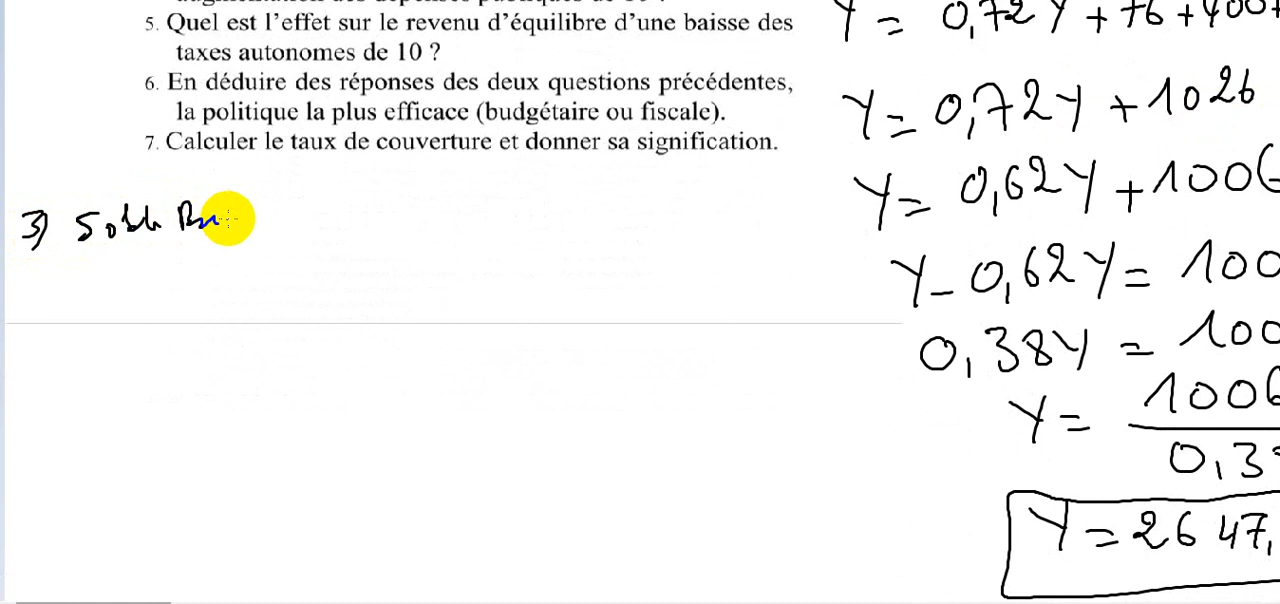 5. Quel est l'effet sur le revenu d'équilibre d'une baisse des
taxes autonomes de 10 ?
6. En déduire des réponses des deux questions précédentes,
la politique la plus efficace (budgétaire ou fiscale).
7. Calculer le taux de couverture et donner sa signification.
3) Solde Bu
Y = 0,72Y + 76 + 400+
Y = 0,72Y + 1026
Y = 0,62Y + 1006
Y - 0,62Y = 100
0,38Y = 100
Y = 1006
0,3
Y = 2647,